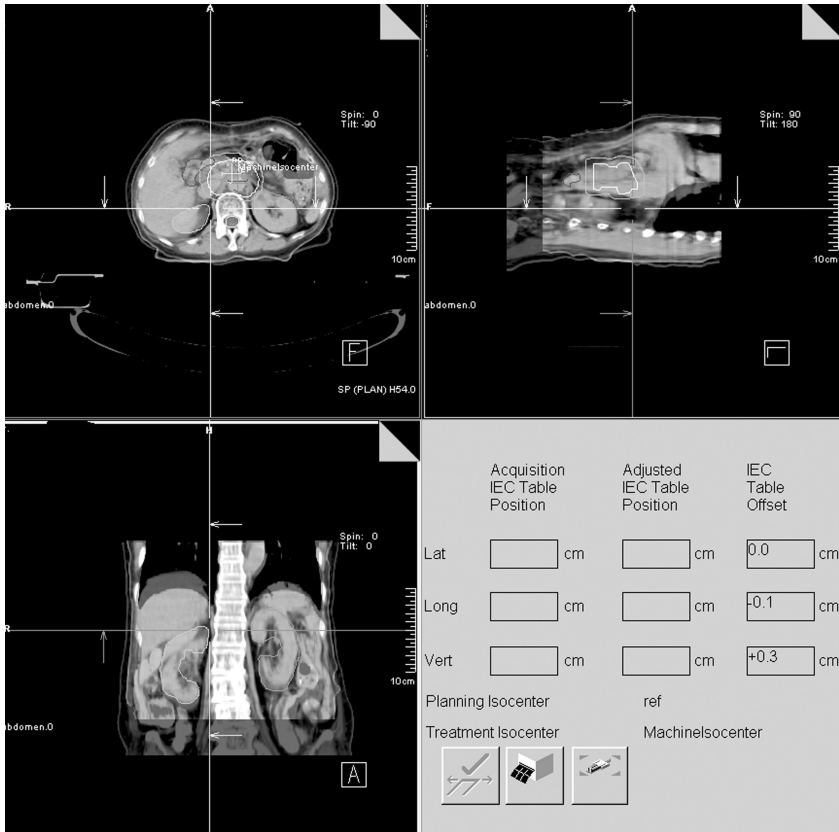 A
Spin: 0
Tilt: -90
MachineIsocenter
R
10cm
abdomen.0
F
SP (PLAN) H54.0
A
Spin: 90
Tilt: 180
F
10cm
abdomen.0
H
Spin: 0
Tilt: 0
R
10cm
abdomen.0
A
Acquisition IEC Table Position
Adjusted IEC Table Position
IEC Table Offset
Lat cm cm 0.0 cm
Long cm cm -0.1 cm
Vert cm cm +0.3 cm
Planning Isocenter ref
Treatment Isocenter MachineIsocenter